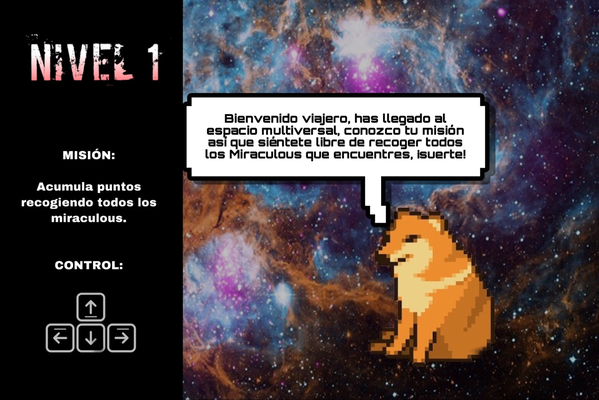 NIVEL 1
MISIÓN:
Acumula puntos
recogiendo todos los
miraculous.
CONTROL:
Bienvenido viajero, has llegado al
espacio multiversal, conozco tu misión
así que siéntete libre de recoger todos
los Miraculous que encuentres, ¡suerte!